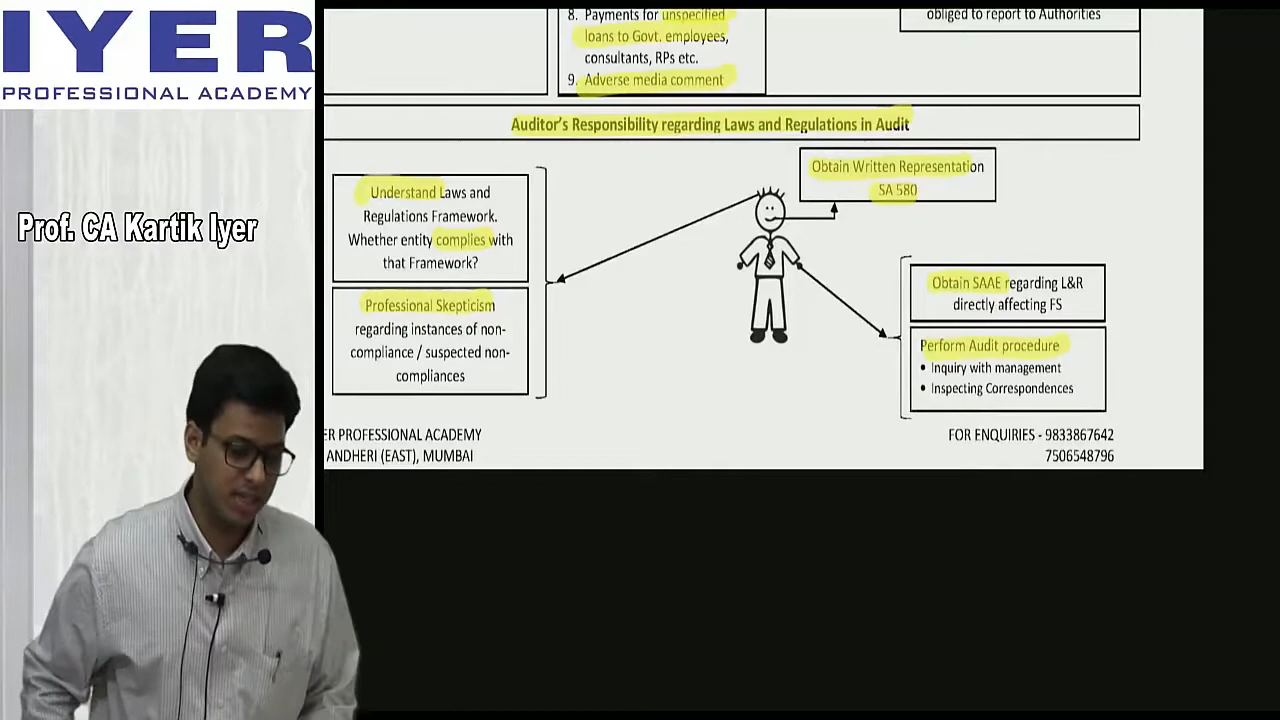 IYER
PROFESSIONAL ACADEMY
Prof. CA Kartik Iyer
8. Payments for unspecified
loans to Govt. employees,
consultants, RPs etc.
9. Adverse media comment
obliged to report to Authorities
Auditor's Responsibility regarding Laws and Regulations in Audit
Understand Laws and
Regulations Framework.
Whether entity complies with
that Framework?
Professional Skepticism
regarding instances of non-
compliance / suspected non-
compliances
Obtain Written Representation
SA 580
Obtain SAAE regarding L&R
directly affecting FS
Perform Audit procedure
• Inquiry with management
• Inspecting Correspondences
ER PROFESSIONAL ACADEMY
ANDHERI (EAST), MUMBAI
FOR ENQUIRIES - 9833867642
7506548796